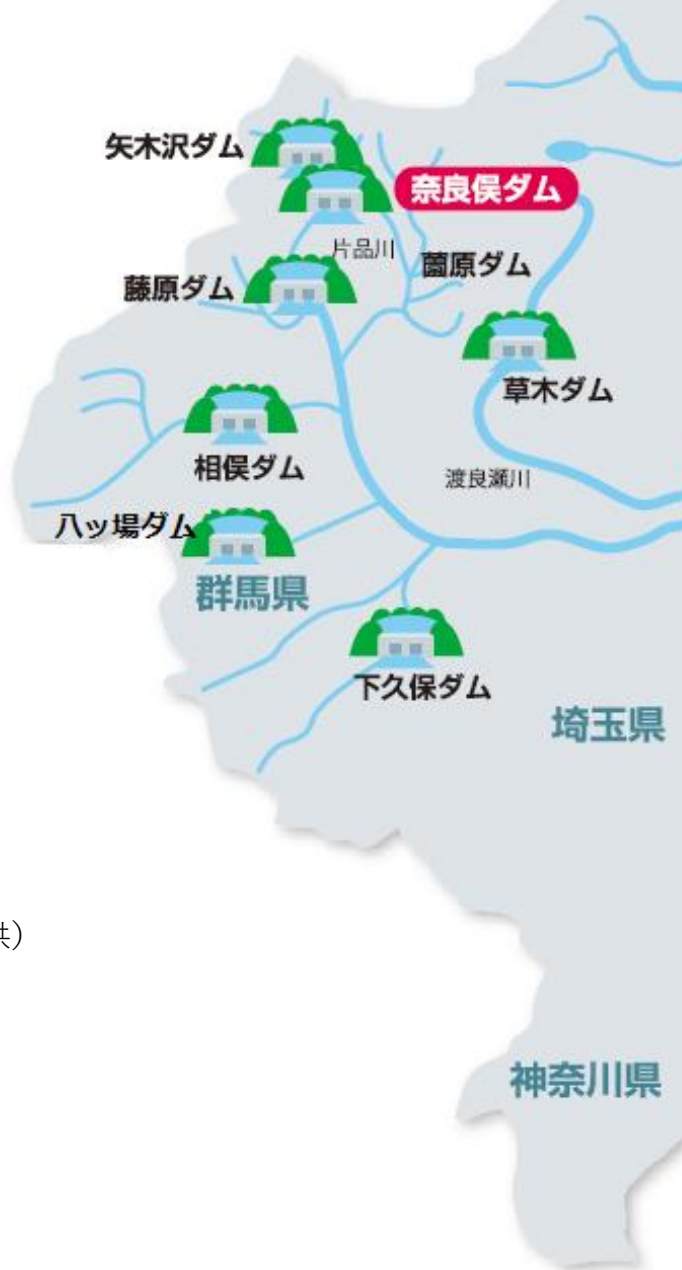 矢木沢ダム
奈良俣ダム
片品川
薗原ダム
藤原ダム
草木ダム
相俣ダム
渡良瀬川
八ッ場ダム
群馬県
下久保ダム
埼玉県
供）
神奈川県